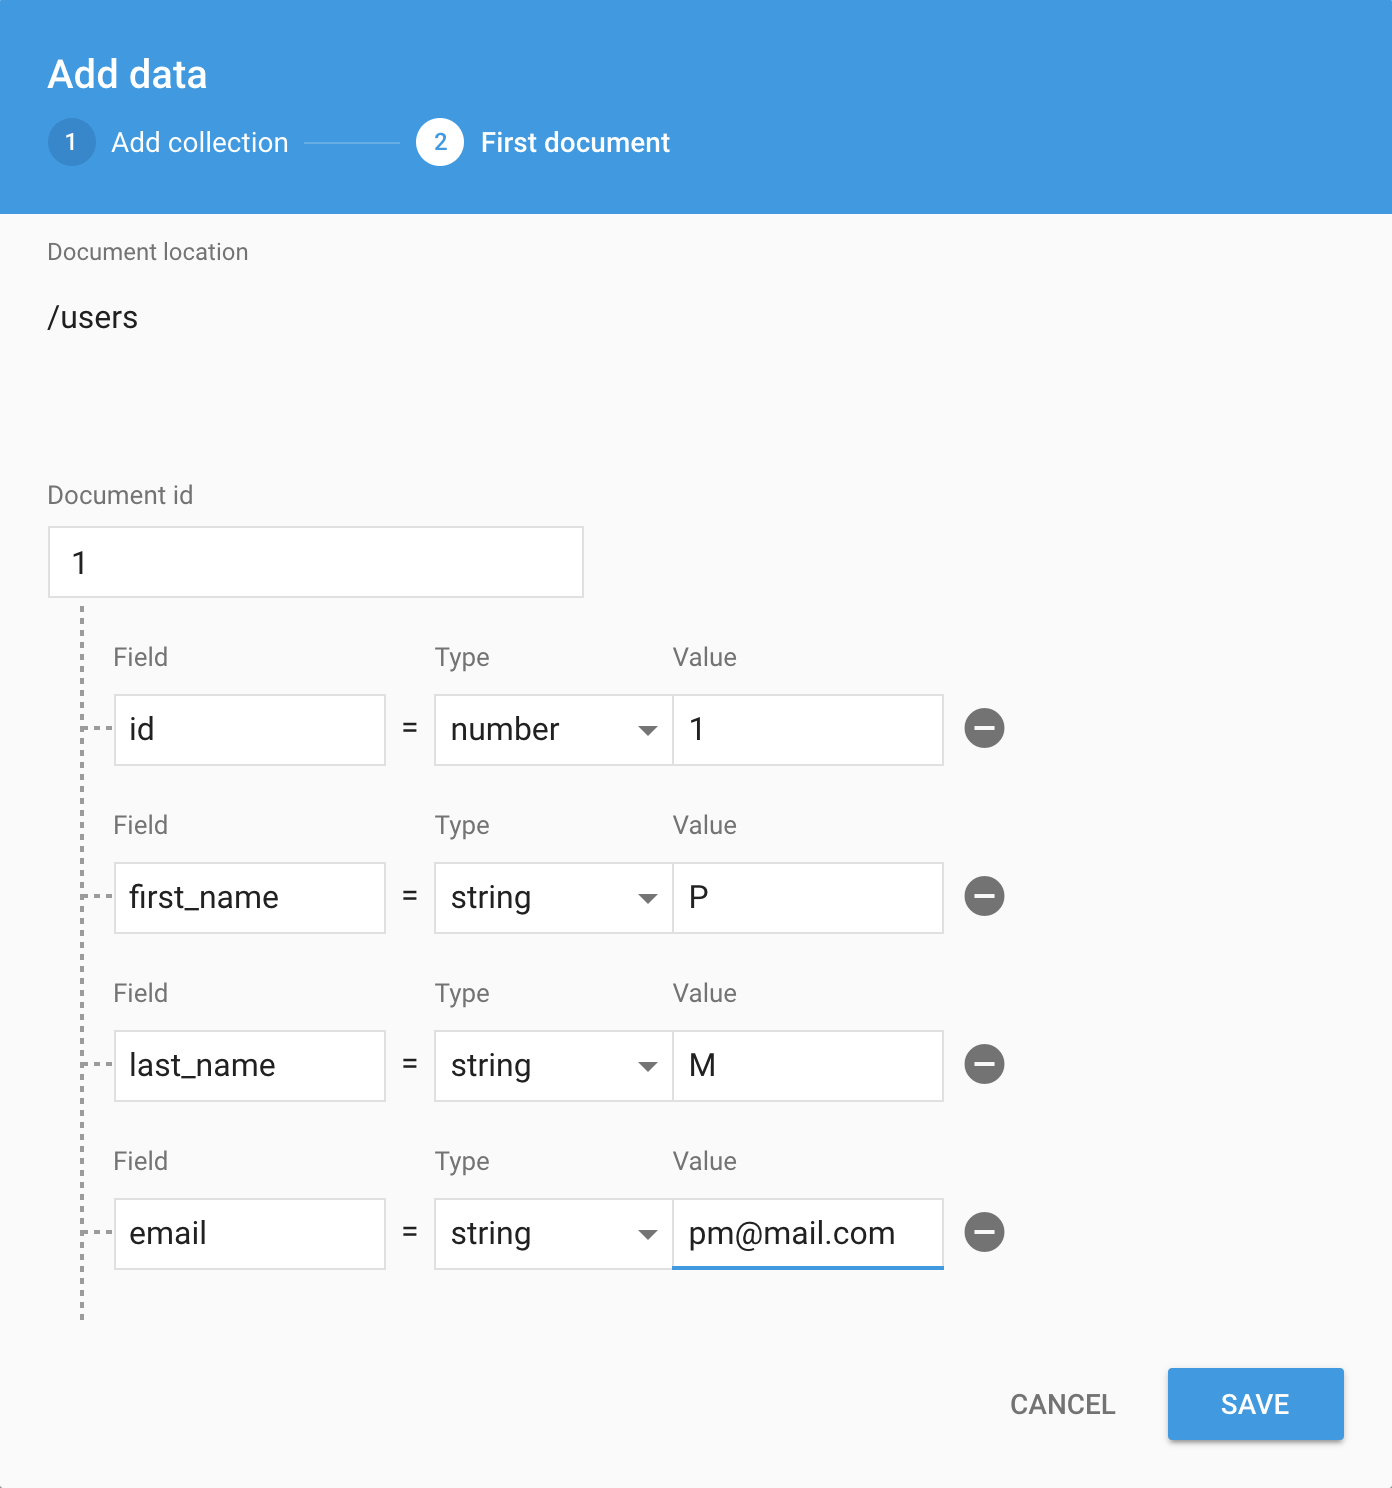 Add data
1 Add collection 2 First document
Document location
/users
Document id
1
Field Type Value
id = number 1
Field Type Value
first_name = string P
Field Type Value
last_name = string M
Field Type Value
email = string pm@mail.com
CANCEL SAVE